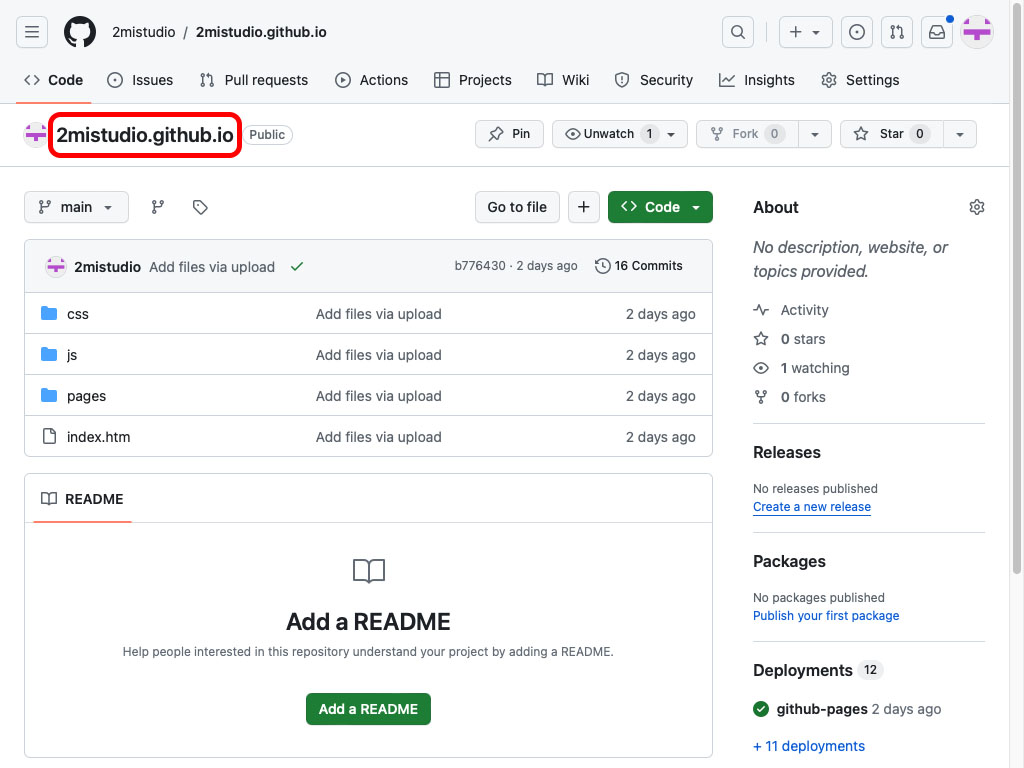 2mistudio / 2mistudio.github.io
Code Issues Pull requests Actions Projects Wiki Security Insights Settings
2mistudio.github.io Public Pin Unwatch 1 Fork 0 Star 0
main Go to file + Code
2mistudio Add files via upload b776430 · 2 days ago 16 Commits
css Add files via upload 2 days ago
js Add files via upload 2 days ago
pages Add files via upload 2 days ago
index.htm Add files via upload 2 days ago
README
Add a README
Help people interested in this repository understand your project by adding a README.
Add a README
About
No description, website, or
topics provided.
Activity
0 stars
1 watching
0 forks
Releases
No releases published
Create a new release
Packages
No packages published
Publish your first package
Deployments 12
github-pages 2 days ago
+ 11 deployments